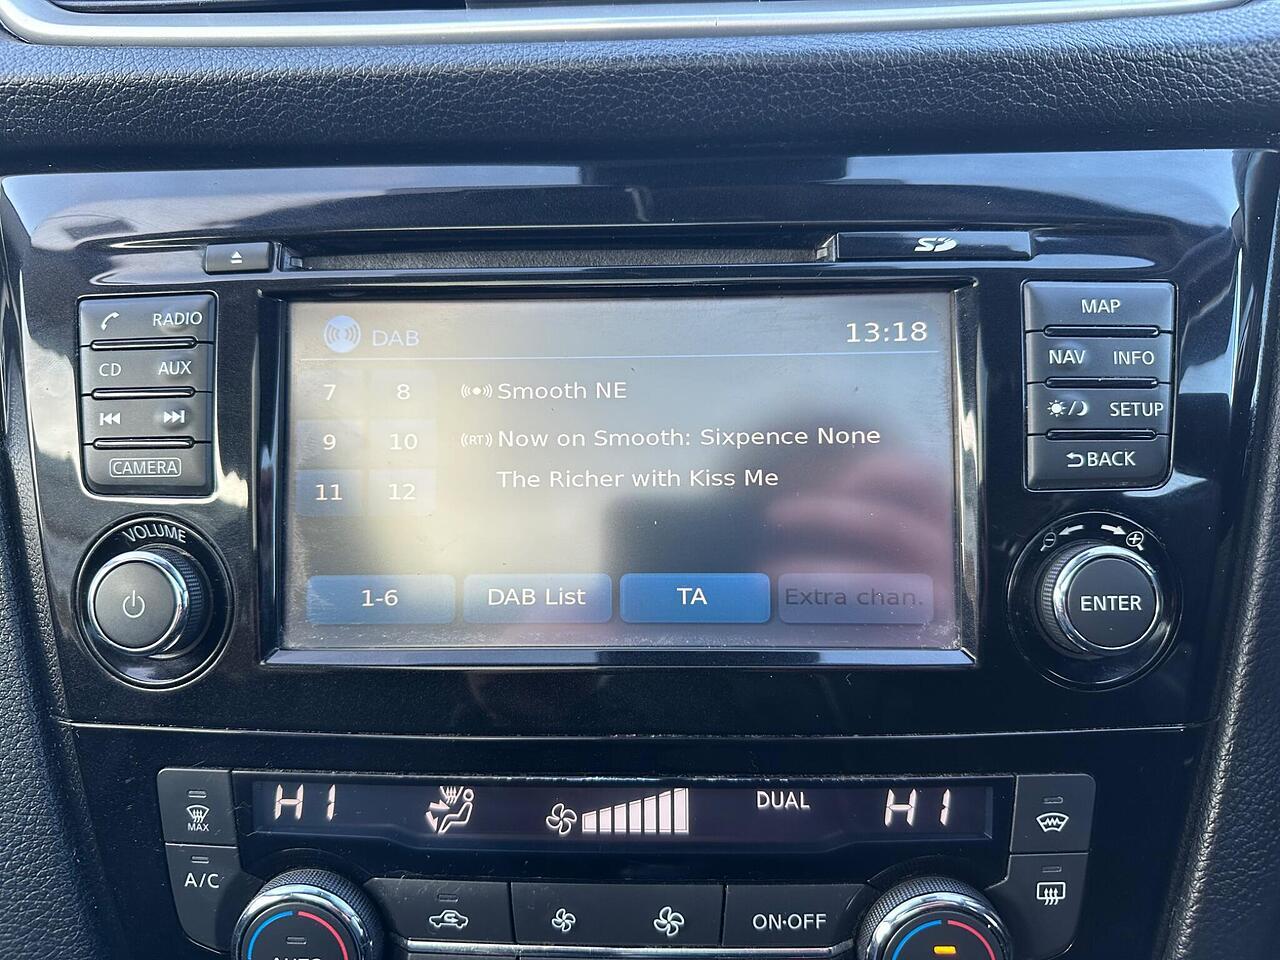 SD
RADIO
CD AUX
CAMERA
VOLUME
DAB 13:18
7 8
9 10
11 12
Smooth NE
(RT) Now on Smooth: Sixpence None
The Richer with Kiss Me
1-6 DAB List TA Extra chan.
MAP
NAV INFO
SETUP
BACK
ENTER
HI DUAL HI
MAX
A/C
ON·OFF
AUTO